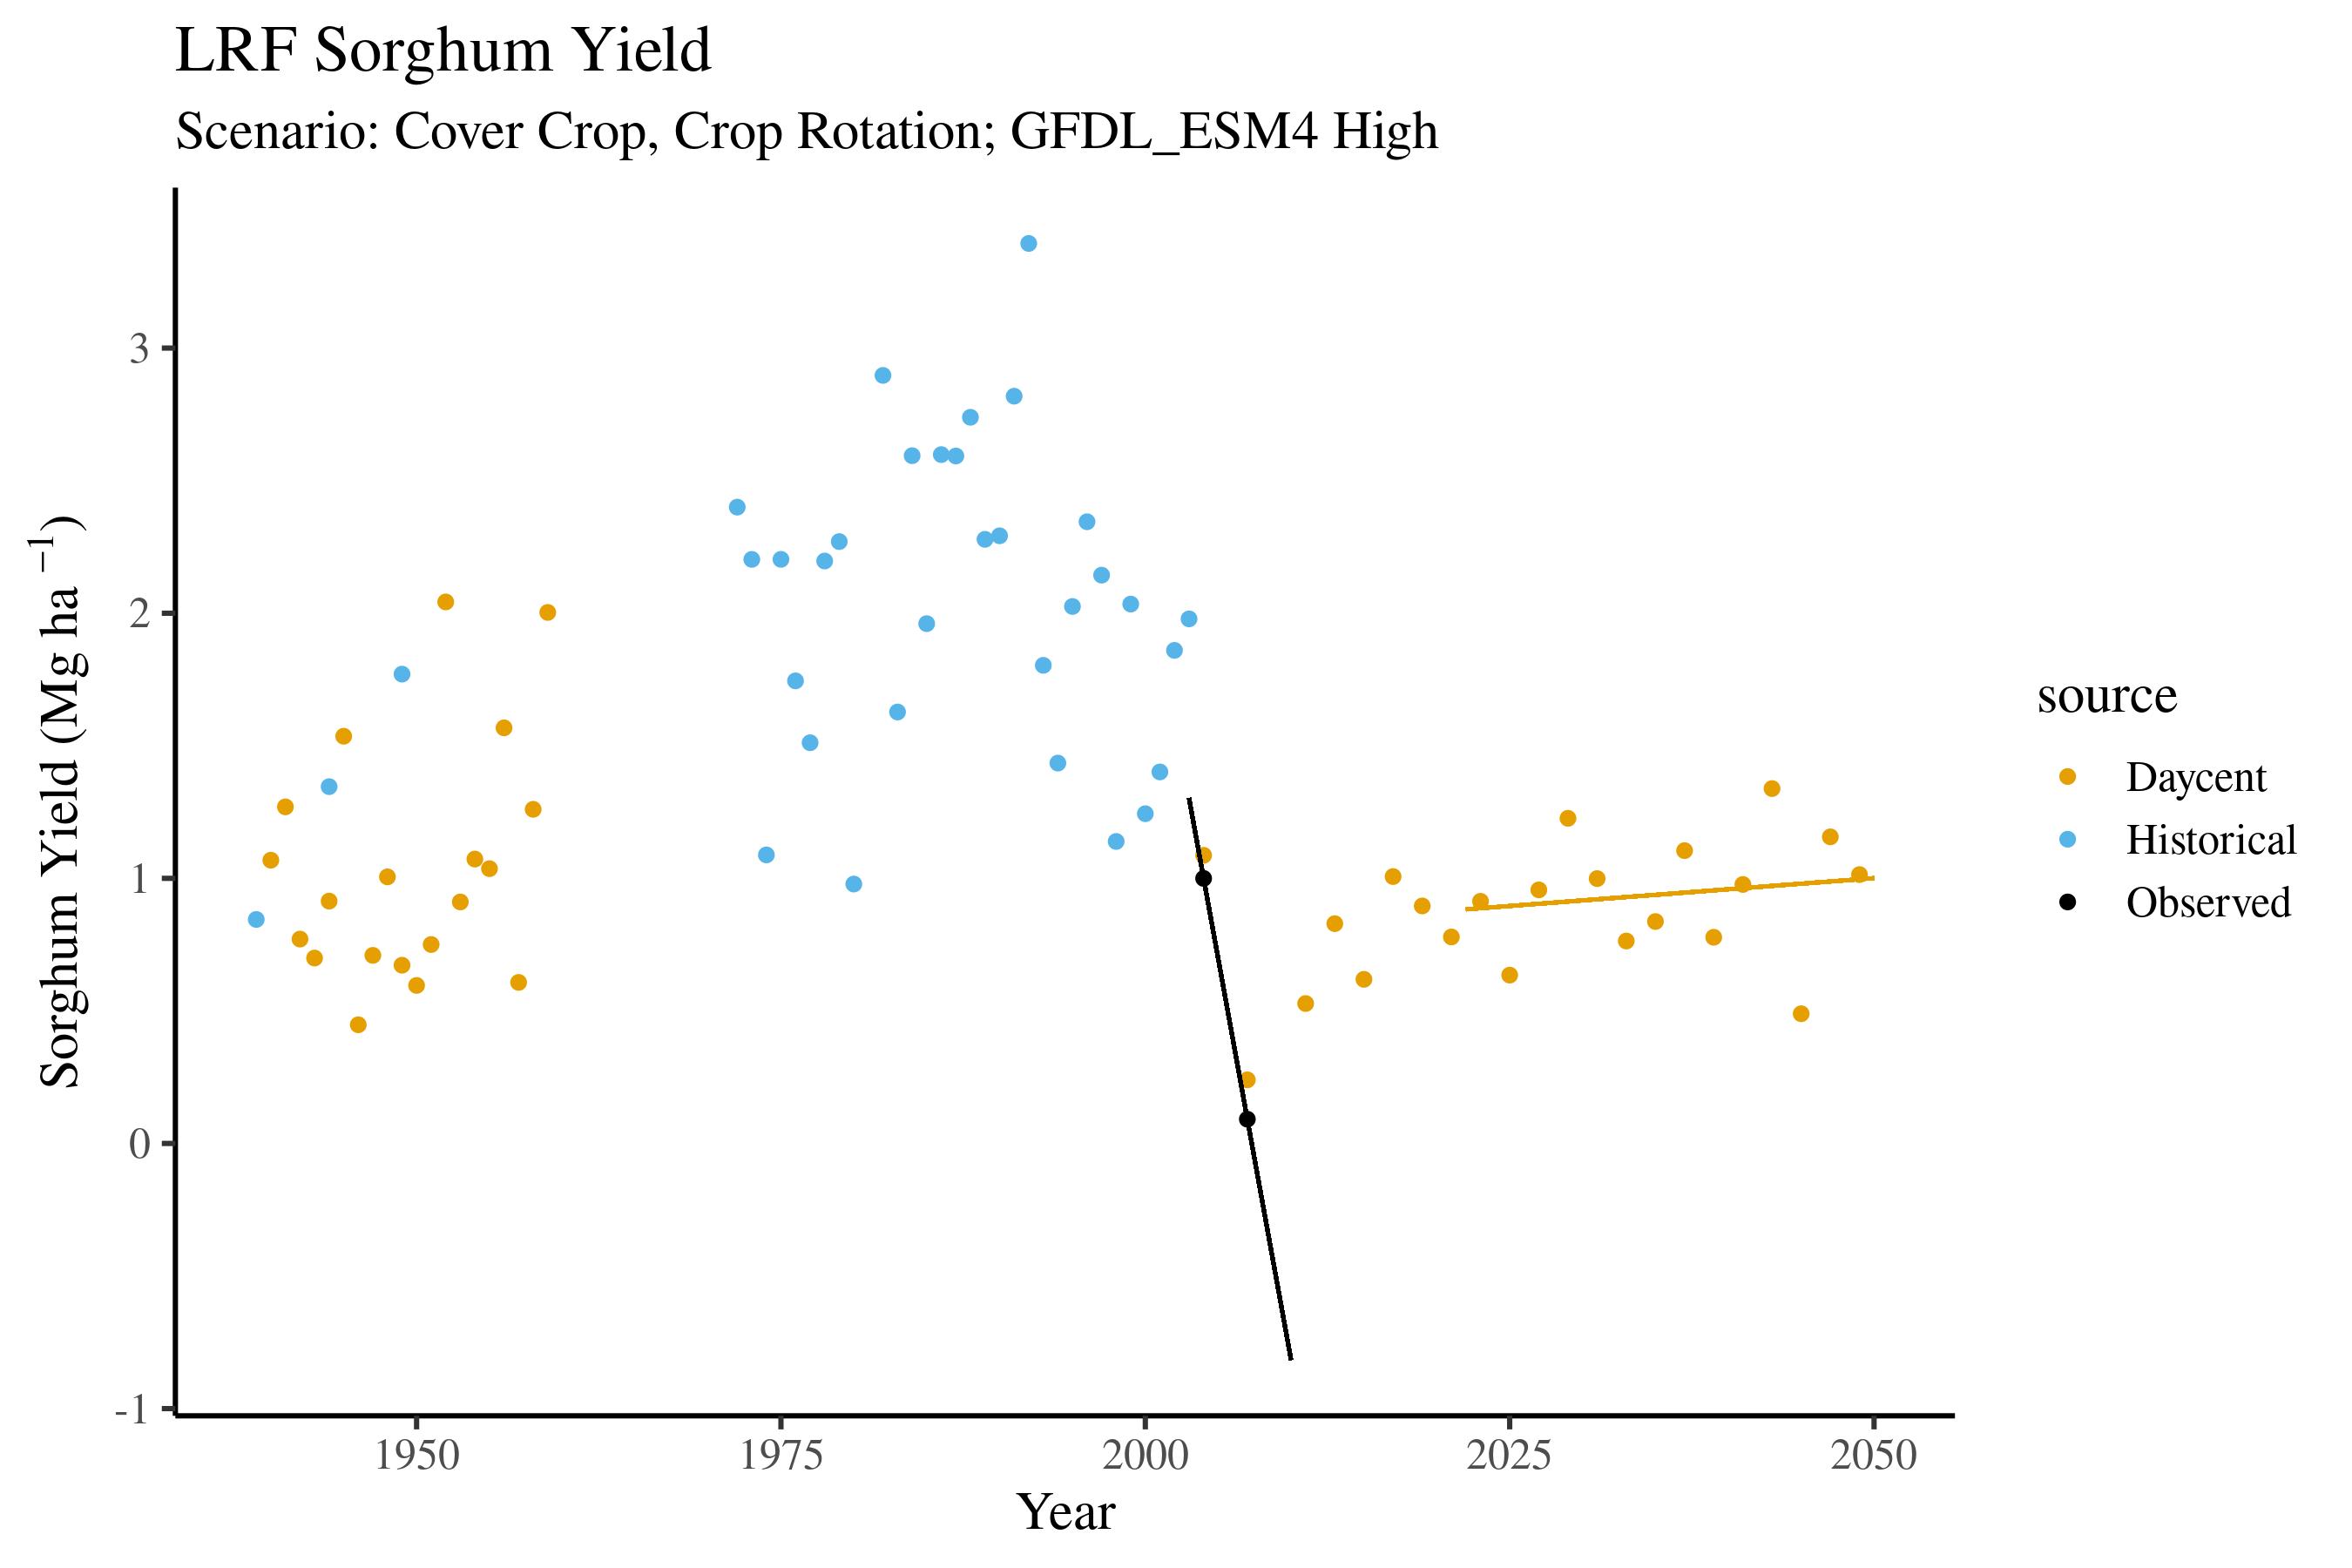 LRF Sorghum Yield
Scenario: Cover Crop, Crop Rotation; GFDL_ESM4 High
Sorghum Yield (Mg ha⁻¹)
3
2
1
0
-1
1950 1975 2000 2025 2050
Year
source
Daycent
Historical
Observed